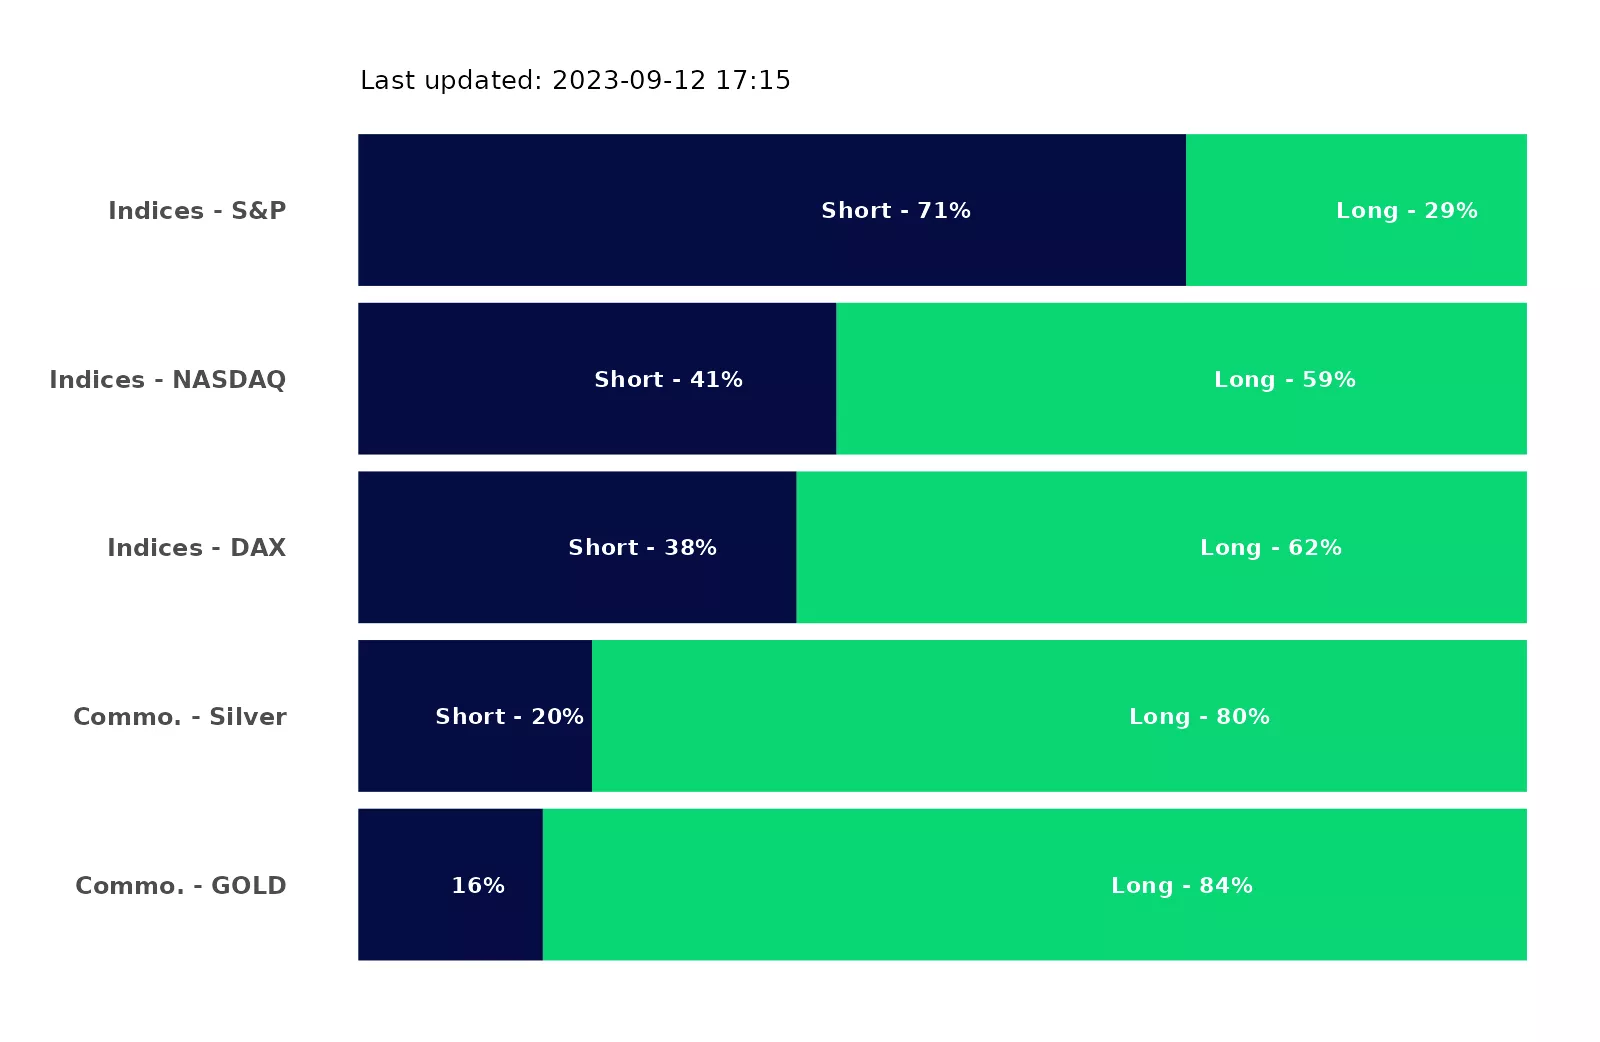 Last updated: 2023-09-12 17:15
Indices - S&P Short - 71% Long - 29%
Indices - NASDAQ Short - 41% Long - 59%
Indices - DAX Short - 38% Long - 62%
Commo. - Silver Short - 20% Long - 80%
Commo. - GOLD 16% Long - 84%